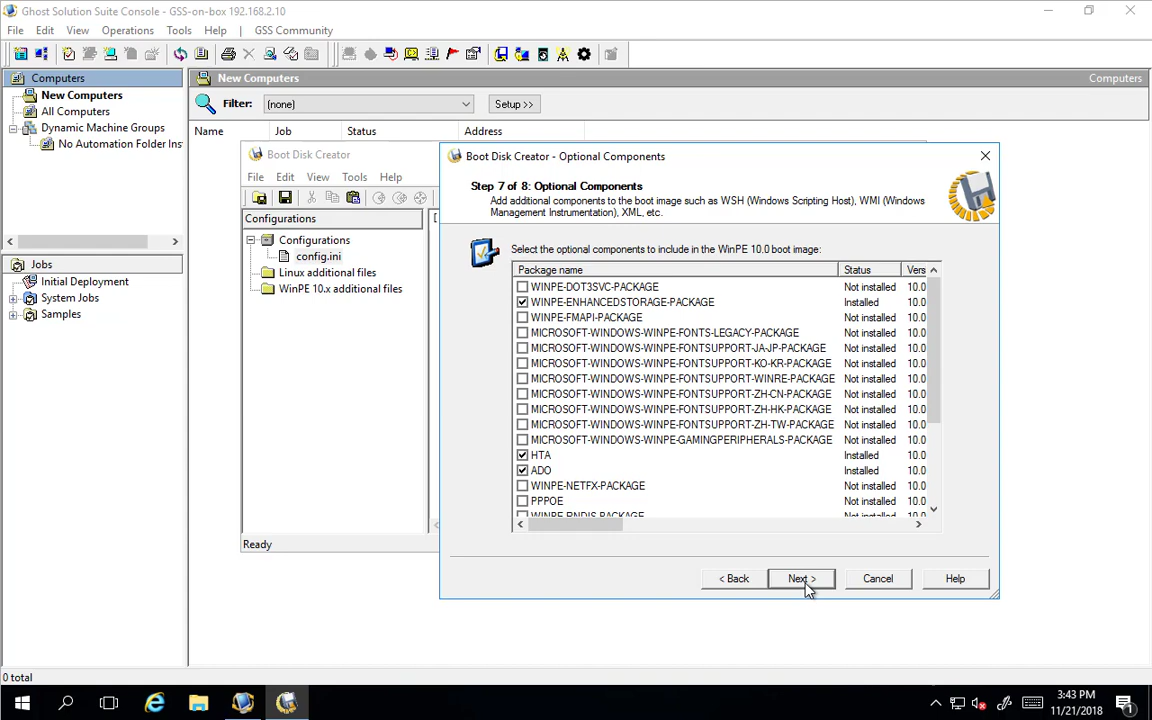 Ghost Solution Suite Console - GSS-on-box 192.168.2.10
File Edit View Operations Tools Help GSS Community
Computers
New Computers
Computers
New Computers
All Computers
Dynamic Machine Groups
No Automation Folder Ins
Filter: (none) Setup >>
Name Job Status Address
Jobs
Initial Deployment
System Jobs
Samples
Boot Disk Creator
File Edit View Tools Help
Configurations
Configurations
config.ini
Linux additional files
WinPE 10.x additional files
Ready
Boot Disk Creator - Optional Components
Step 7 of 8: Optional Components
Add additional components to the boot image such as WSH (Windows Scripting Host), WMI (Windows
Management Instrumentation), XML, etc.
Select the optional components to include in the WinPE 10.0 boot image:
Package name Status Vers
WINPE-DOT3SVC-PACKAGE Not installed 10.0
WINPE-ENHANCEDSTORAGE-PACKAGE Installed 10.0
WINPE-FMAPI-PACKAGE Not installed 10.0
MICROSOFT-WINDOWS-WINPE-FONTS-LEGACY-PACKAGE Not installed 10.0
MICROSOFT-WINDOWS-WINPE-FONTSUPPORT-JA-JP-PACKAGE Not installed 10.0
MICROSOFT-WINDOWS-WINPE-FONTSUPPORT-KO-KR-PACKAGE Not installed 10.0
MICROSOFT-WINDOWS-WINPE-FONTSUPPORT-WINRE-PACKAGE Not installed 10.0
MICROSOFT-WINDOWS-WINPE-FONTSUPPORT-ZH-CN-PACKAGE Not installed 10.0
MICROSOFT-WINDOWS-WINPE-FONTSUPPORT-ZH-HK-PACKAGE Not installed 10.0
MICROSOFT-WINDOWS-WINPE-FONTSUPPORT-ZH-TW-PACKAGE Not installed 10.0
MICROSOFT-WINDOWS-WINPE-GAMINGPERIPHERALS-PACKAGE Not installed 10.0
HTA Installed 10.0
ADO Installed 10.0
WINPE-NETFX-PACKAGE Not installed 10.0
PPPOE Not installed 10.0
WINPE-RNDIS-PACKAGE Not installed 10.0
< Back Next > Cancel Help
0 total
3:43 PM
11/21/2018
1